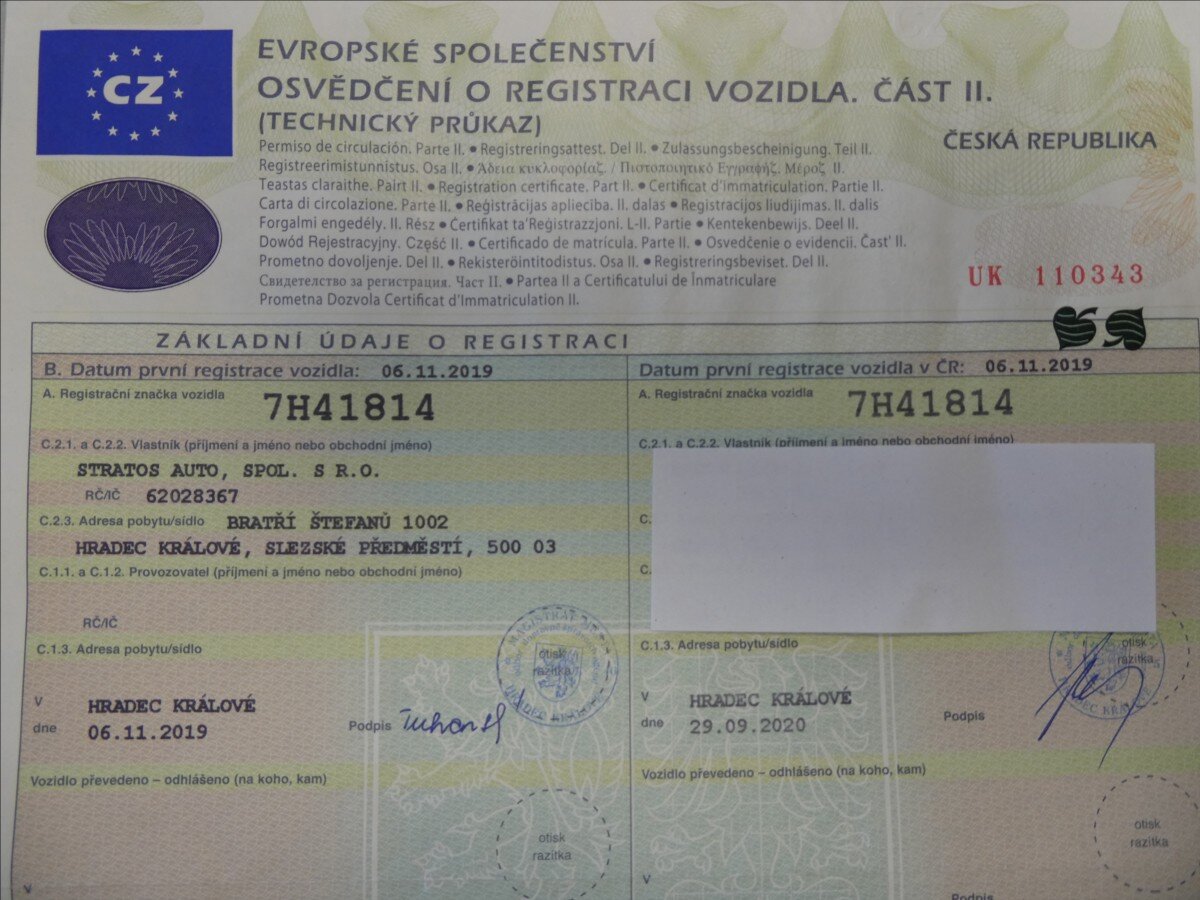 CZ
EVROPSKÉ SPOLEČENSTVÍ
OSVĚDČENÍ O REGISTRACI VOZIDLA. ČÁST II.
(TECHNICKÝ PRŮKAZ)
ČESKÁ REPUBLIKA
Permiso de circulación. Parte II. ● Registreringsattest. Del II. ● Zulassungsbescheinigung. Teil II.
Registreerimistunnistus. Osa II. ● Άδεια κυκλοφορίαζ. / Πιστοποιητικό Εγγραφήζ. Μέροζ II.
Teastas claraithe. Pairt II. ● Registration certificate. Part II. ● Certificat d'immatriculation. Partie II.
Carta di circolazione. Parte II. ● Reģistrācijas apliecība. II. dalas ● Registracijos liudijimas. II. dalis
Forgalmi engedély. II. Rész ● Ċertifikat ta'Reġistrazzjoni. L-II. Partie ● Kentekenbewijs. Deel II.
Dowód Rejestracyjny. Część II. ● Certificado de matrícula. Parte II. ● Osvedčenie o evidencii. Časť II.
Prometno dovoljenje. Del II. ● Rekisteröintitodistus. Osa II. ● Registreringsbeviset. Del II.
Свидетелство за регистрация. Част II. ● Partea II a Certificatului de Înmatriculare
Prometna Dozvola Certificat d'Immatriculation II.
UK 110343
ZÁKLADNÍ ÚDAJE O REGISTRACI
B. Datum první registrace vozidla: 06.11.2019
A. Registrační značka vozidla 7H41814
C.2.1. a C.2.2. Vlastník (příjmení a jméno nebo obchodní jméno)
STRATOS AUTO, SPOL. S R.O.
RČ/IČ 62028367
C.2.3. Adresa pobytu/sídlo BRATŘÍ ŠTEFANŮ 1002
HRADEC KRÁLOVÉ, SLEZSKÉ PŘEDMĚSTÍ, 500 03
C.1.1. a C.1.2. Provozovatel (příjmení a jméno nebo obchodní jméno)
RČ/IČ
C.1.3. Adresa pobytu/sídlo
otisk
razítka
V HRADEC KRÁLOVÉ
dne 06.11.2019
Podpis
Vozidlo převedeno – odhlášeno (na koho, kam)
otisk
razítka
V
Datum první registrace vozidla v ČR: 06.11.2019
A. Registrační značka vozidla 7H41814
C.2.1. a C.2.2. Vlastník (příjmení a jméno nebo obchodní jméno)
C.
C.
C.1.3. Adresa pobytu/sídlo
otisk
razítka
V HRADEC KRÁLOVÉ
dne 29.09.2020
Podpis
Vozidlo převedeno – odhlášeno (na koho, kam)
otisk
razítka
V
Podpis